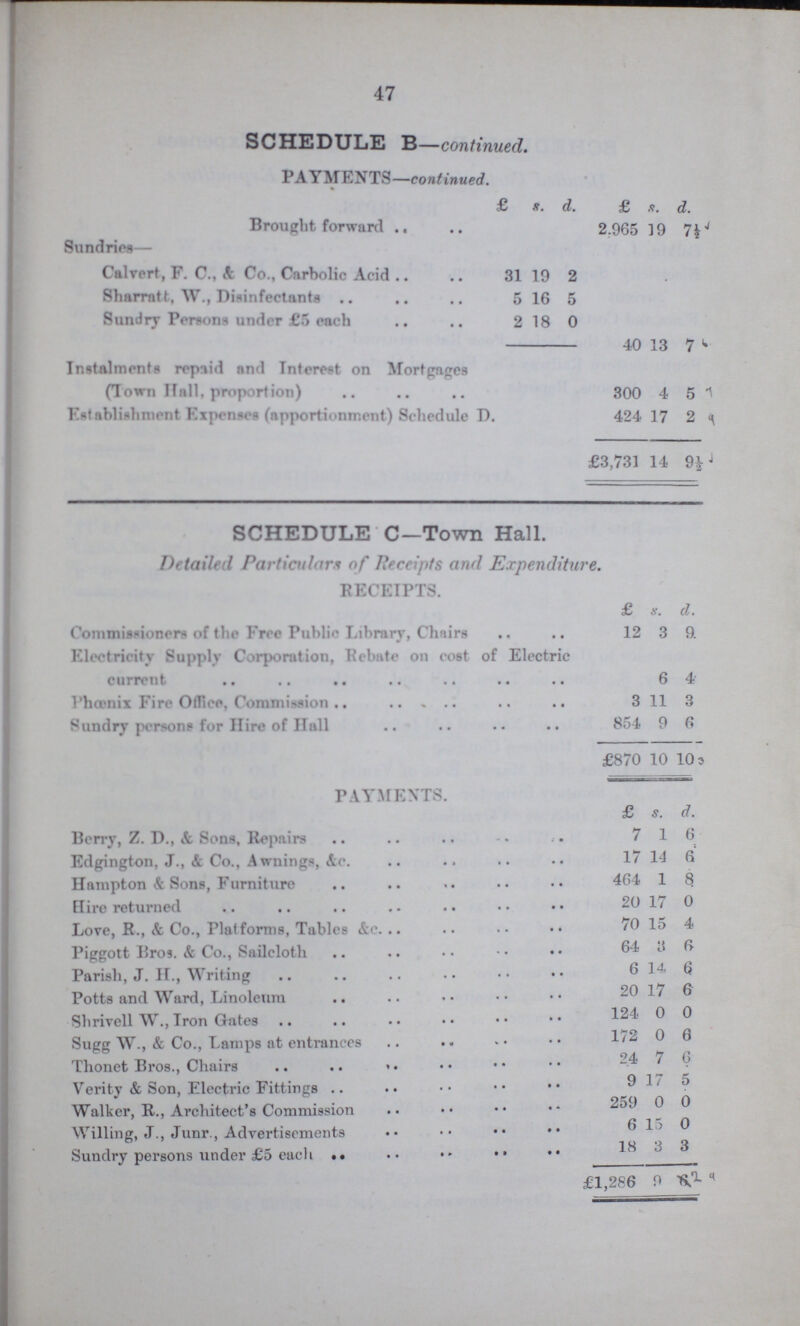 47
SCHEDULE B—continued.
PAYMENTS—continued.
£ s. d. £ s. d.
Brought forward .. .. 2,965 19 7½
Sundries—
Calvert, F. C., & Co., Carbolic Acid .. .. 31 19 2
Sharratt, W., Disinfectants .. .. .. 5 16 5
Sundry Persons under £5 each .. .. 2 18 0
40 13 7
Instalments repaid and Interest on Mortgages
(Town Hall, proportion) .. .. .. 300 4 5
Establishment Expenses (apportionment) Schedule D. 424 17 2
£3,731 14 9½
SCHEDULE C—Town Hall.
Detailed Particulars of Receipts and Expenditure.
RECEIPTS.
£ s. d.
Commissioners of the Free Public Library, Chairs .. .. 12 3 9
Electricity Supply Corporation, Rebate on cost of Electric
current .. .. .. .. .. .. .. 6 4
Phœnix Fire Office, Commission .. .. .. .. .. 3 11 3
Sundry persons for Hire of Hall .. .. .. .. 854 9 6
£870 10 10
PAYMENTS.
£ s. d.
Berry, Z. D., & Sons, Repairs .. .. .. .. .. 7 1 6
Edgington, J., & Co., Awnings, &c. .. .. .. .. 17 14 6
Hampton & Sons, Furniture .. .. .. .. .. 464 1 8
Hire returned .. .. .. .. .. .. .. 20 17 0
Love, R., & Co., Platforms, Tables &c. .. .. .. .. 70 15 4
Piggott Bros. & Co., Sailcloth .. .. .. .. .. 64 3 6
Parish, J. H., Writing .. .. .. .. .. .. 6 14 6
Potts and Ward, Linoleum .. .. .. .. .. 20 17 6
Shrivell W., Iron Gates .. .. .. .. .. .. 124 0 0
Sugg W., & Co., Lamps at entrances .. .. .. .. 172 0 6
Thonet Bros., Chairs .. .. .. .. .. .. 24 7 6
Verity & Son, Electric Fittings .. .. .. .. .. 9 17 5
Walker, R., Architect's Commission .. .. .. .. 259 0 0
Willing, J., Junr., Advertisements .. .. .. .. 6 15 0
Sundry persons under £5 each .. .. .. .. .. 18 3 3
£1,286 9